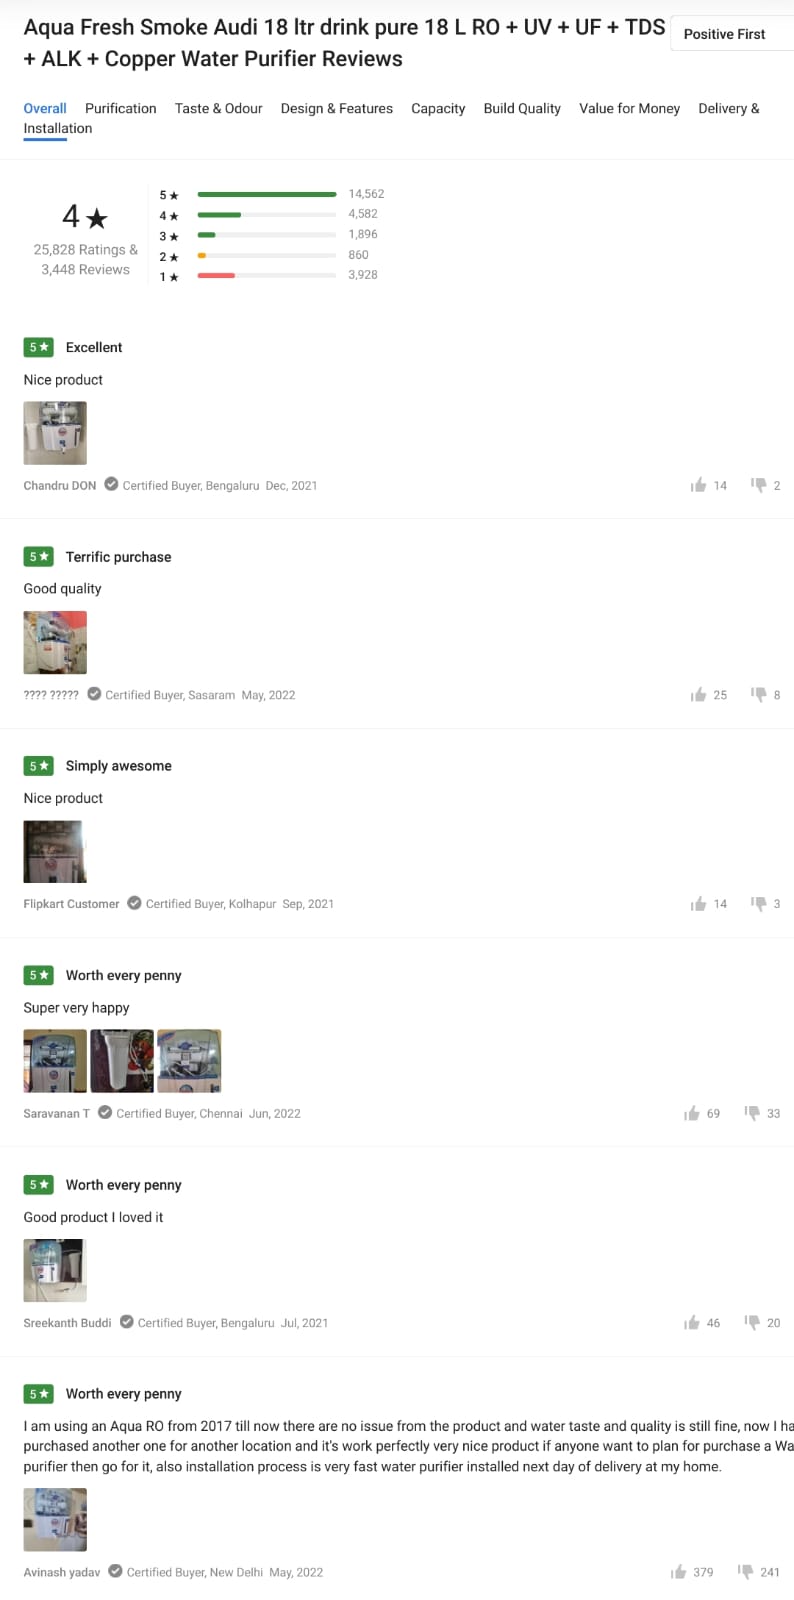 Aqua Fresh Smoke Audi 18 ltr drink pure 18 L RO + UV + UF + TDS
+ ALK + Copper Water Purifier Reviews
Positive First
Overall Purification Taste & Odour Design & Features Capacity Build Quality Value for Money Delivery &
Installation
4★
25,828 Ratings &
3,448 Reviews
5★ 14,562
4★ 4,582
3★ 1,896
2★ 860
1★ 3,928
5★ Excellent
Nice product
Chandru DON Certified Buyer, Bengaluru Dec, 2021 14 2
5★ Terrific purchase
Good quality
???? ????? Certified Buyer, Sasaram May, 2022 25 8
5★ Simply awesome
Nice product
Flipkart Customer Certified Buyer, Kolhapur Sep, 2021 14 3
5★ Worth every penny
Super very happy
Saravanan T Certified Buyer, Chennai Jun, 2022 69 33
5★ Worth every penny
Good product I loved it
Sreekanth Buddi Certified Buyer, Bengaluru Jul, 2021 46 20
5★ Worth every penny
I am using an Aqua RO from 2017 till now there are no issue from the product and water taste and quality is still fine, now I ha
purchased another one for another location and it's work perfectly very nice product if anyone want to plan for purchase a Wa
purifier then go for it, also installation process is very fast water purifier installed next day of delivery at my home.
Avinash yadav Certified Buyer, New Delhi May, 2022 379 241